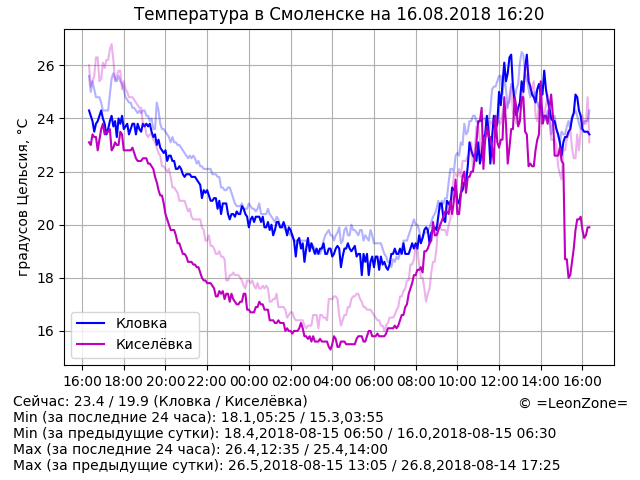 Температура в Смоленске на 16.08.2018 16:20
градусов Цельсия, °C
26
24
22
20
18
16
Кловка
Киселёвка
16:00 18:00 20:00 22:00 00:00 02:00 04:00 06:00 08:00 10:00 12:00 14:00 16:00
Сейчас: 23.4 / 19.9 (Кловка / Киселёвка)
© =LeonZone=
Min (за последние 24 часа): 18.1,05:25 / 15.3,03:55
Min (за предыдущие сутки): 18.4,2018-08-15 06:50 / 16.0,2018-08-15 06:30
Max (за последние 24 часа): 26.4,12:35 / 25.4,14:00
Max (за предыдущие сутки): 26.5,2018-08-15 13:05 / 26.8,2018-08-14 17:25